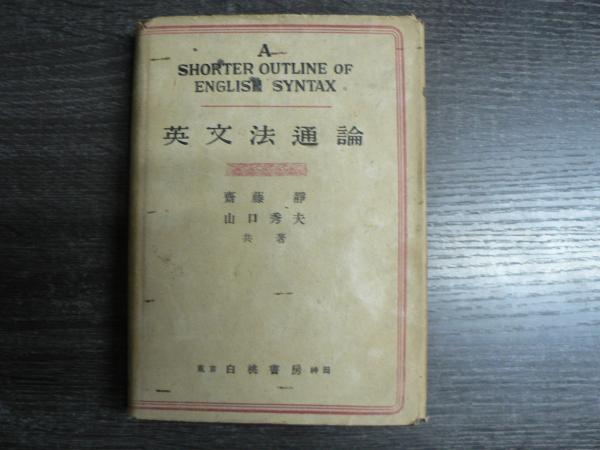 A
SHORTER OUTLINE OF
ENGLISH SYNTAX
英文法通論
齋藤靜
山口秀夫
共著
東京 白桃書房 神田